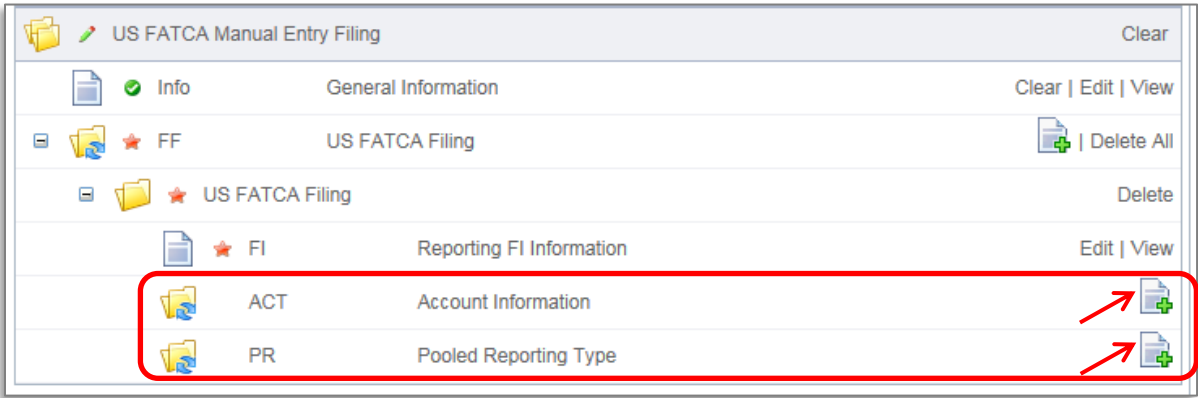 US FATCA Manual Entry Filing Clear
Info General Information Clear | Edit | View
FF US FATCA Filing | Delete All
US FATCA Filing Delete
FI Reporting FI Information Edit | View
ACT Account Information
PR Pooled Reporting Type